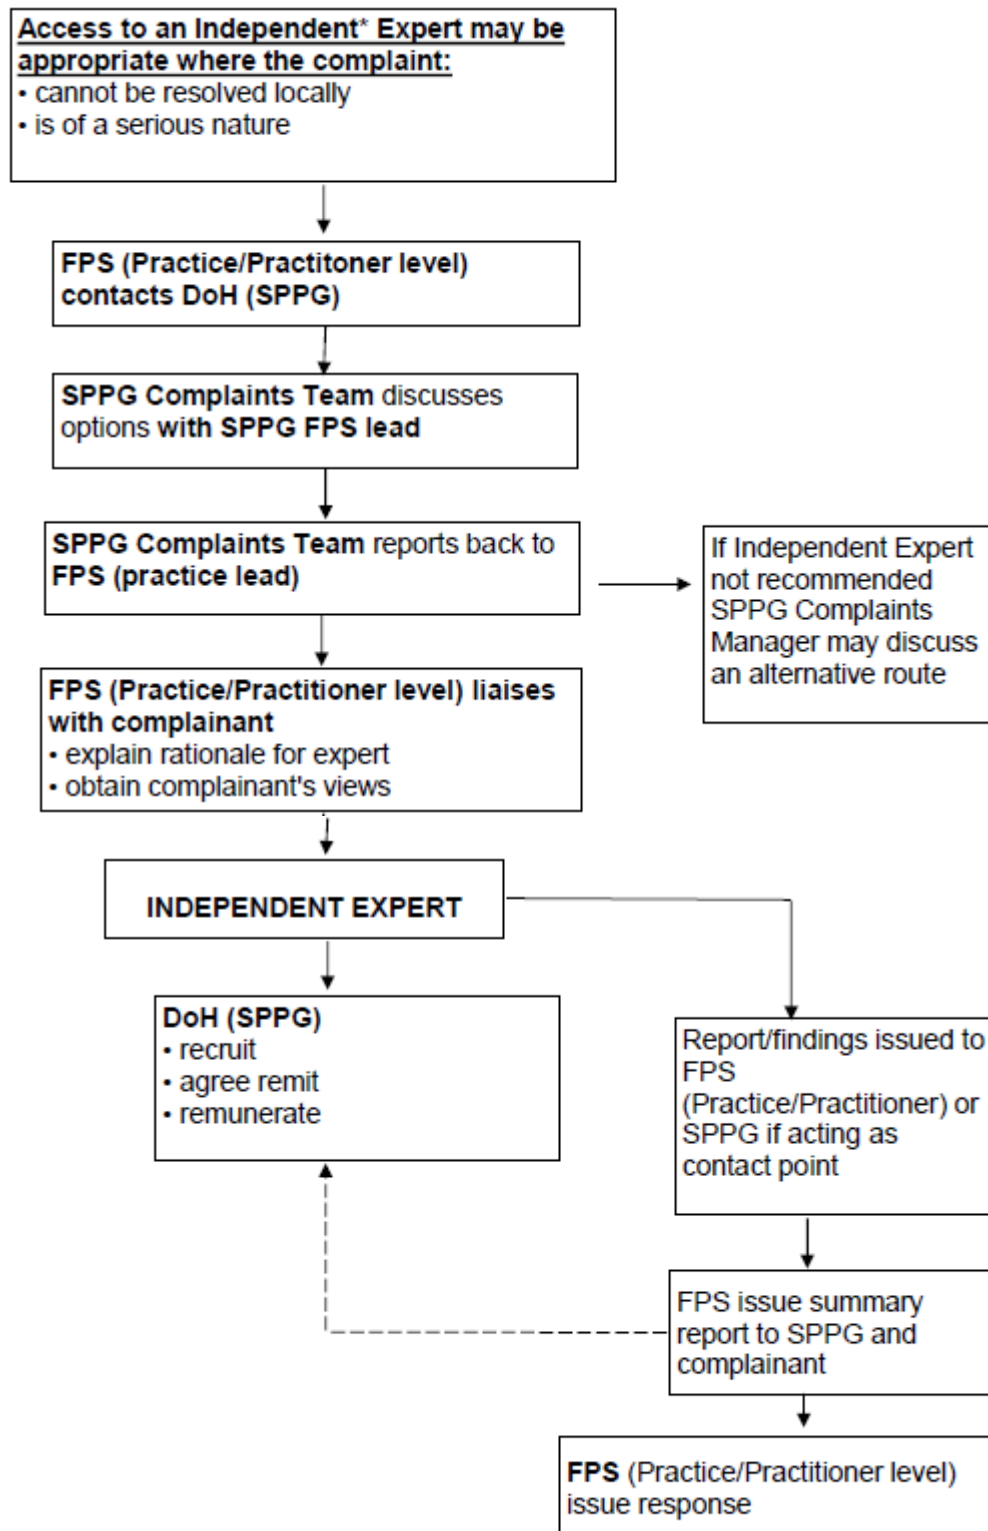 Access to an Independent* Expert may be
appropriate where the complaint:
• cannot be resolved locally
• is of a serious nature
FPS (Practice/Practitoner level)
contacts DoH (SPPG)
SPPG Complaints Team discusses
options with SPPG FPS lead
SPPG Complaints Team reports back to
FPS (practice lead)
If Independent Expert
not recommended
SPPG Complaints
Manager may discuss
an alternative route
FPS (Practice/Practitioner level) liaises
with complainant
• explain rationale for expert
• obtain complainant's views
INDEPENDENT EXPERT
DoH (SPPG)
• recruit
• agree remit
• remunerate
Report/findings issued to
FPS
(Practice/Practitioner) or
SPPG if acting as
contact point
FPS issue summary
report to SPPG and
complainant
FPS (Practice/Practitioner level)
issue response